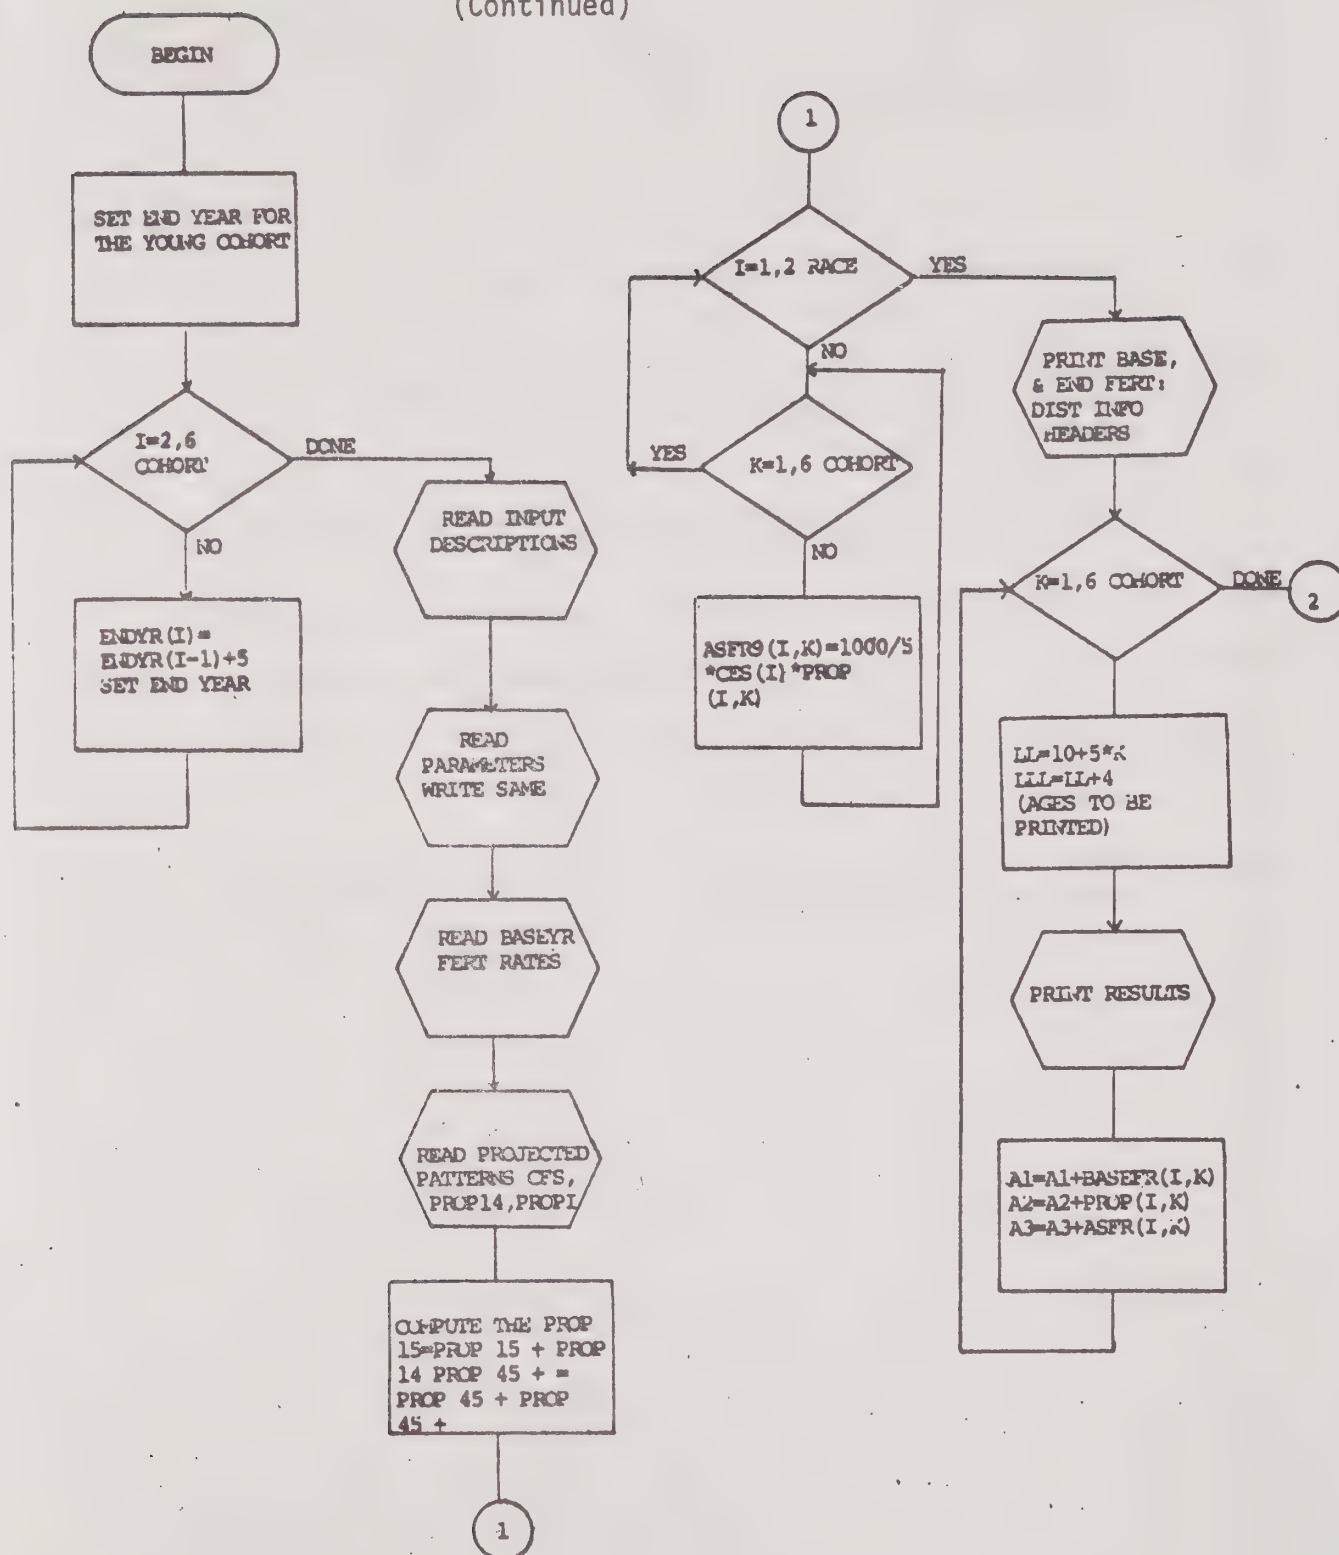 (Continued)
BEGIN
SET END YEAR FOR
THE YOUNG COHORT
I=2,6
COHORT
DONE
NO
ENDYR(I)=
ENDYR(I-1)+5
SET END YEAR
READ INPUT
DESCRIPTIONS
READ
PARAMETERS
WRITE SAME
READ BASEYR
FERT RATES
READ PROJECTED
PATTERNS CFS,
PROP14,PROPI
COMPUTE THE PROP
15=PROP 15 + PROP
14 PROP 45 + =
PROP 45 + PROP
45 +
1
1
I=1,2 RACE
YES
NO
K=1,6 COHORT
YES
NO
ASFR9(I,K)=1000/5
*CES(I)*PROP
(I,K)
PRINT BASE,
& END FERT:
DIST INFO
HEADERS
K=1,6 COHORT
DONE
2
LL=10+5*K
LLL=LL+4
(AGES TO BE
PRINTED)
PRINT RESULTS
A1=A1+BASEFR(I,K)
A2=A2+PROP(I,K)
A3=A3+ASFR(I,K)